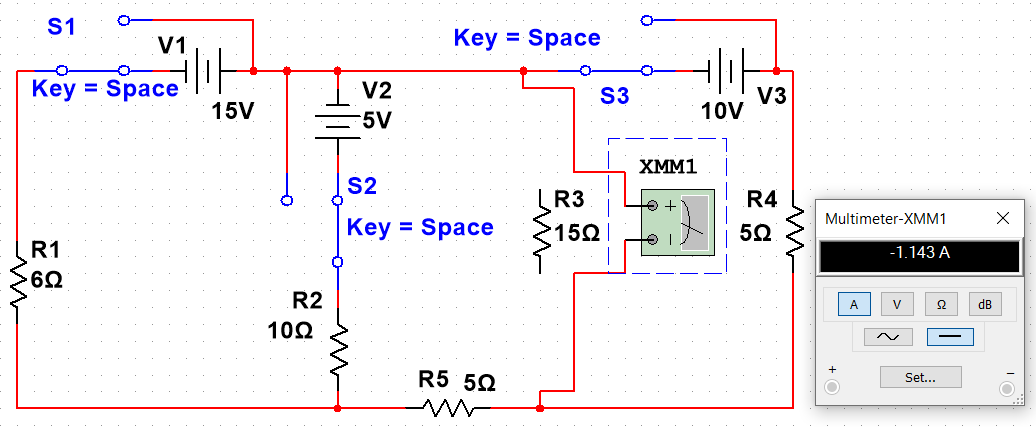 S1
Key = Space
V1
15V
Key = Space
V2
5V
S3
10V
V3
XMM1
S2
Key = Space
R3
15Ω
R4
5Ω
R1
6Ω
R2
10Ω
R5 5Ω
Multimeter-XMM1
-1.143 A
A V Ω dB
Set...
+
–